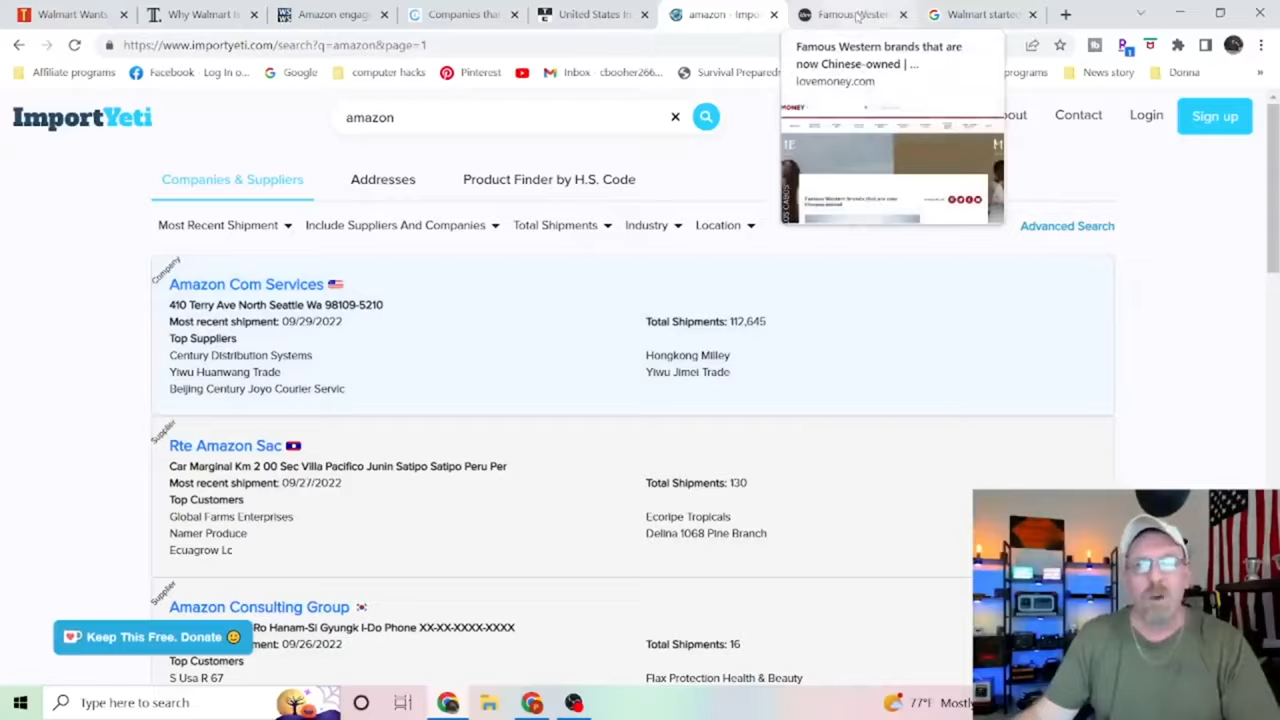 Walmart Wants
Why Walmart
Amazon engag
Companies tha
United States In
amazon - Impo
Famous Western
Walmart started
https://www.importyeti.com/search?q=amazon&page=1
Affiliate programs
Facebook - Log In o...
Google
computer hacks
Pinterest
Inbox - cbooher266...
Survival Prepared
programs
News story
Donna
»
Famous Western brands that are
now Chinese-owned | ...
lovemoney.com
ImportYeti
amazon
out
Contact
Login
Sign up
Companies & Suppliers
Addresses
Product Finder by H.S. Code
Most Recent Shipment
Include Suppliers And Companies
Total Shipments
Industry
Location
Advanced Search
Company
Amazon Com Services
410 Terry Ave North Seattle Wa 98109-5210
Most recent shipment: 09/29/2022
Total Shipments: 112,645
Top Suppliers
Century Distribution Systems
Hongkong Milley
Yiwu Huanwang Trade
Yiwu Jimei Trade
Beijing Century Joyo Courier Servic
Supplier
Rte Amazon Sac
Car Marginal Km 2 00 Sec Villa Pacifico Junin Satipo Satipo Peru Per
Most recent shipment: 09/27/2022
Total Shipments: 130
Top Customers
Global Farms Enterprises
Ecoripe Tropicals
Namer Produce
Delina 1068 Pine Branch
Ecuagrow Lc
Supplier
Amazon Consulting Group
Ro Hanam-Si Gyungk I-Do Phone XX-XX-XXXX-XXXX
ment: 09/26/2022
Total Shipments: 16
Top Customers
S Usa R 67
Flax Protection Health & Beauty
Keep This Free. Donate
Type here to search
77°F Mostly